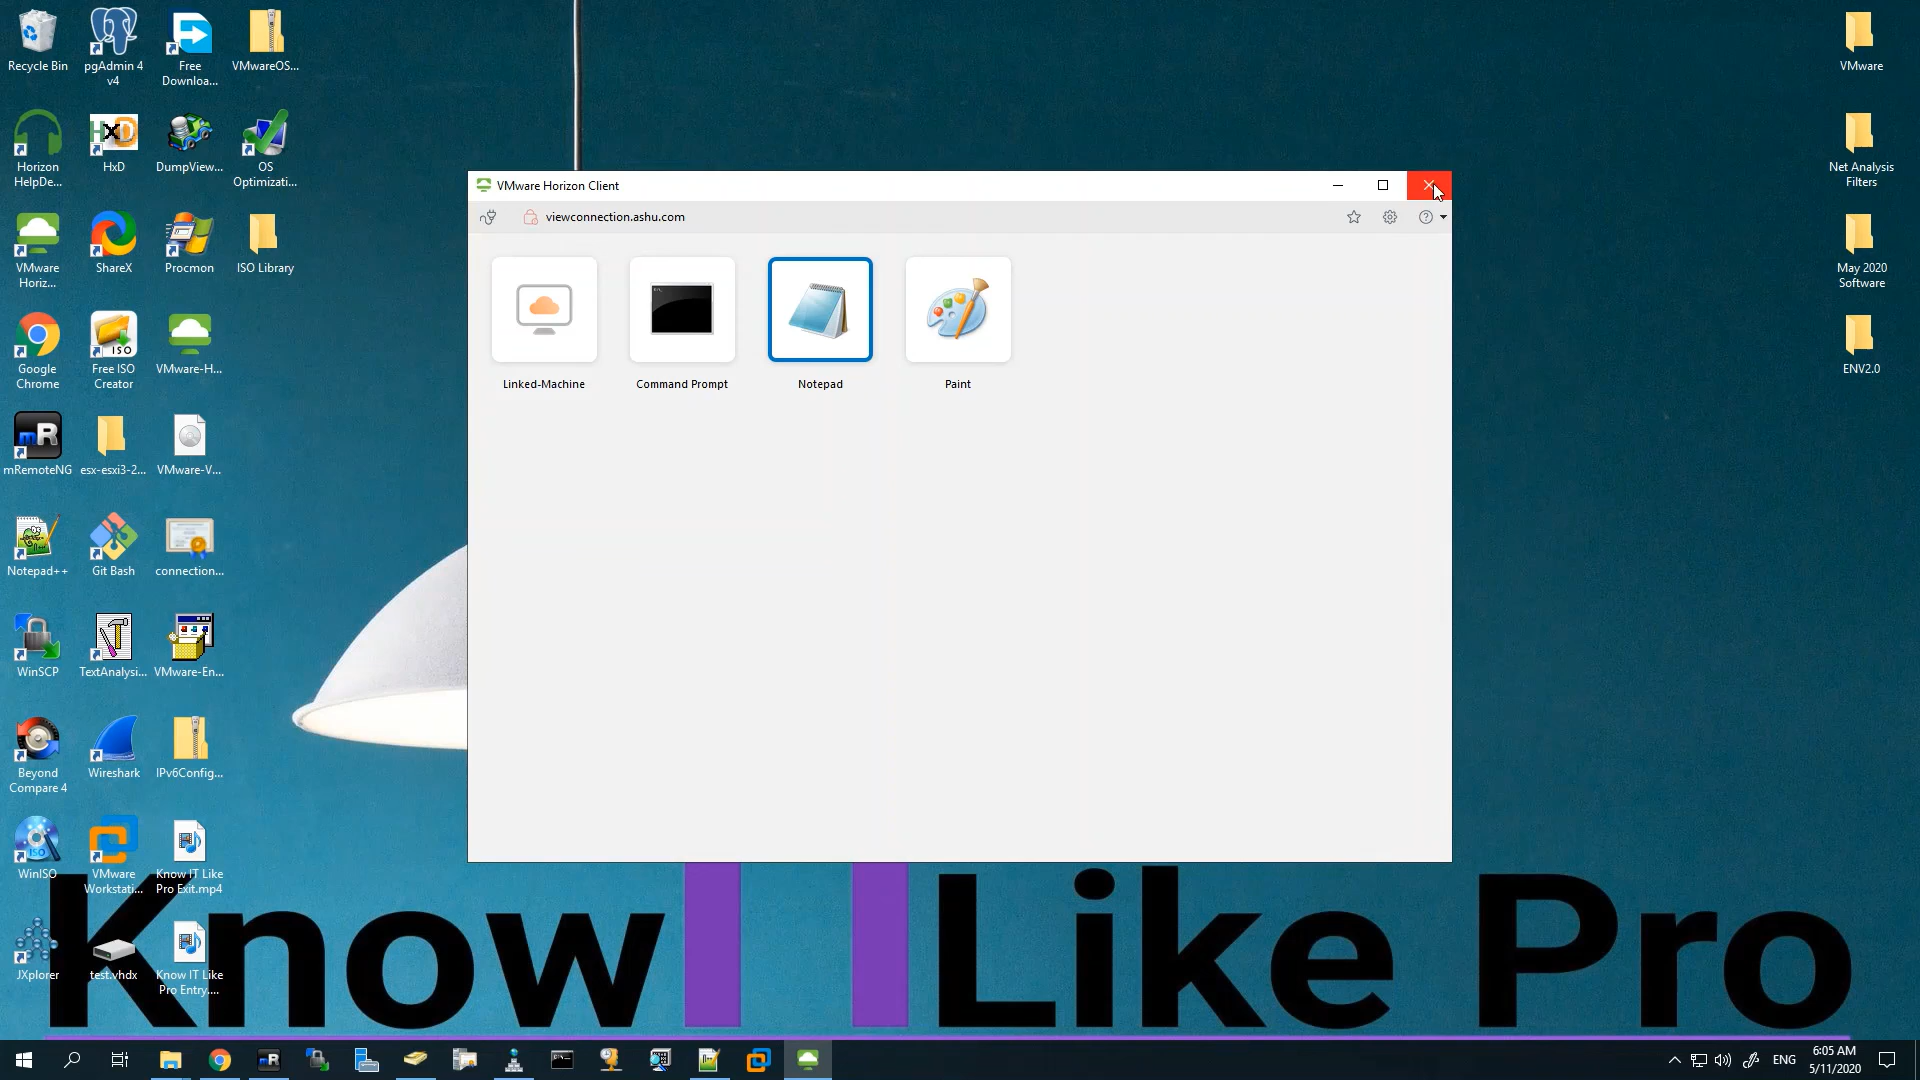 Recycle Bin
pgAdmin 4
v4
Free
Downloa...
VMwareOS...
Horizon
HelpDe...
HxD
DumpView...
OS
Optimizati...
VMware
Horiz...
ShareX
Procmon
ISO Library
Google
Chrome
ISO
Free ISO
Creator
VMware-H...
mR
mRemoteNG
esx-esxi3-2...
VMware-V...
Notepad++
Git Bash
connection...
WinSCP
TextAnalysi...
VMware-En...
Beyond
Compare 4
Wireshark
IPv6Config...
ISO
WinISO
VMware
Workstati...
Know IT Like
Pro Exit.mp4
JXplorer
test.vhdx
Know IT Like
Pro Entry....
VMware Horizon Client
viewconnection.ashu.com
Linked-Machine
Command Prompt
Notepad
Paint
VMware
Net Analysis
Filters
May 2020
Software
ENV2.0
Know Like Pro
mR
ENG
6:05 AM
5/11/2020